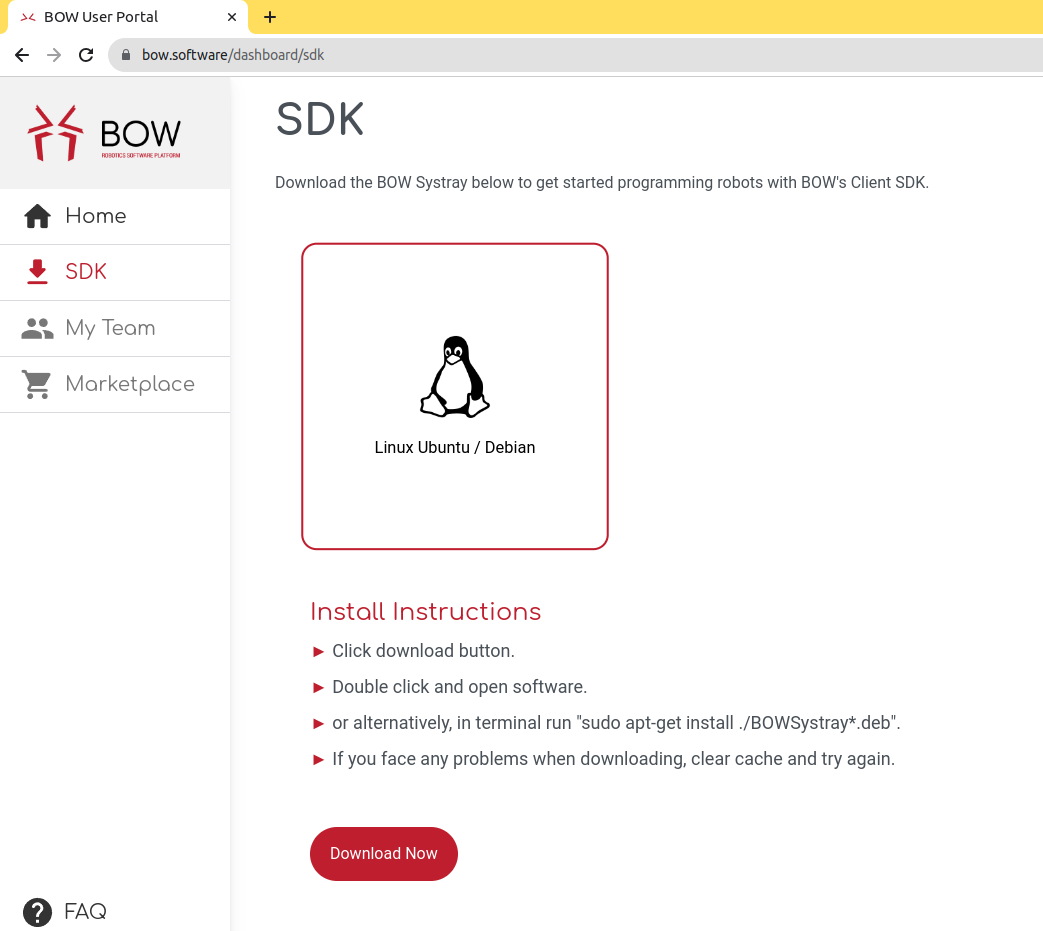 BOW User Portal
bow.software/dashboard/sdk
BOW
ROBOTICS SOFTWARE PLATFORM
Home
SDK
My Team
Marketplace
FAQ
SDK
Download the BOW Systray below to get started programming robots with BOW's Client SDK.
Linux Ubuntu / Debian
Install Instructions
► Click download button.
► Double click and open software.
► or alternatively, in terminal run "sudo apt-get install ./BOWSystray*.deb".
► If you face any problems when downloading, clear cache and try again.
Download Now